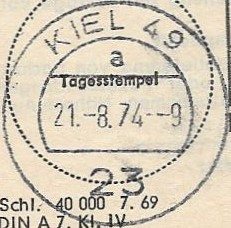 KIEL 49
a
Tagesstempel
21.-8.74--9
23
Schl. 40 000 7. 69
DIN A 7. Kl. IV